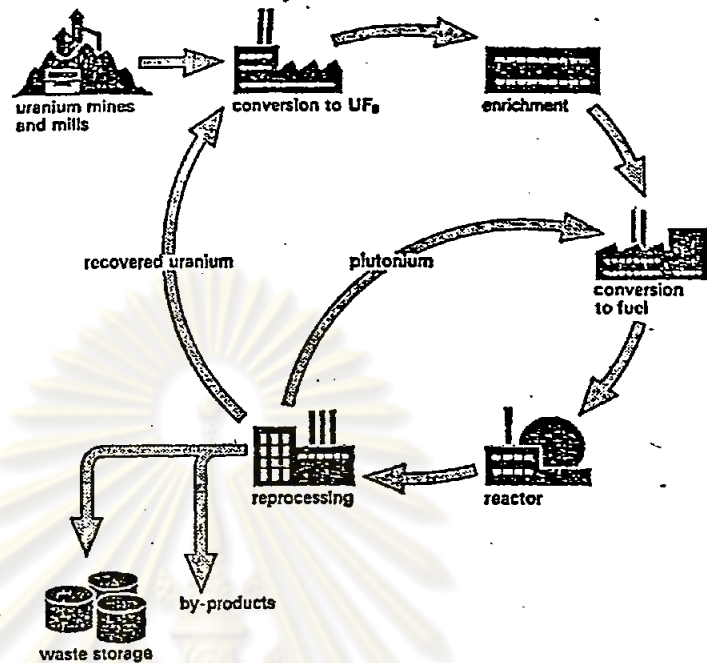 uranium mines
and mills
conversion to UF₆
enrichment
recovered uranium
plutonium
conversion
to fuel
reprocessing
reactor
by-products
waste storage